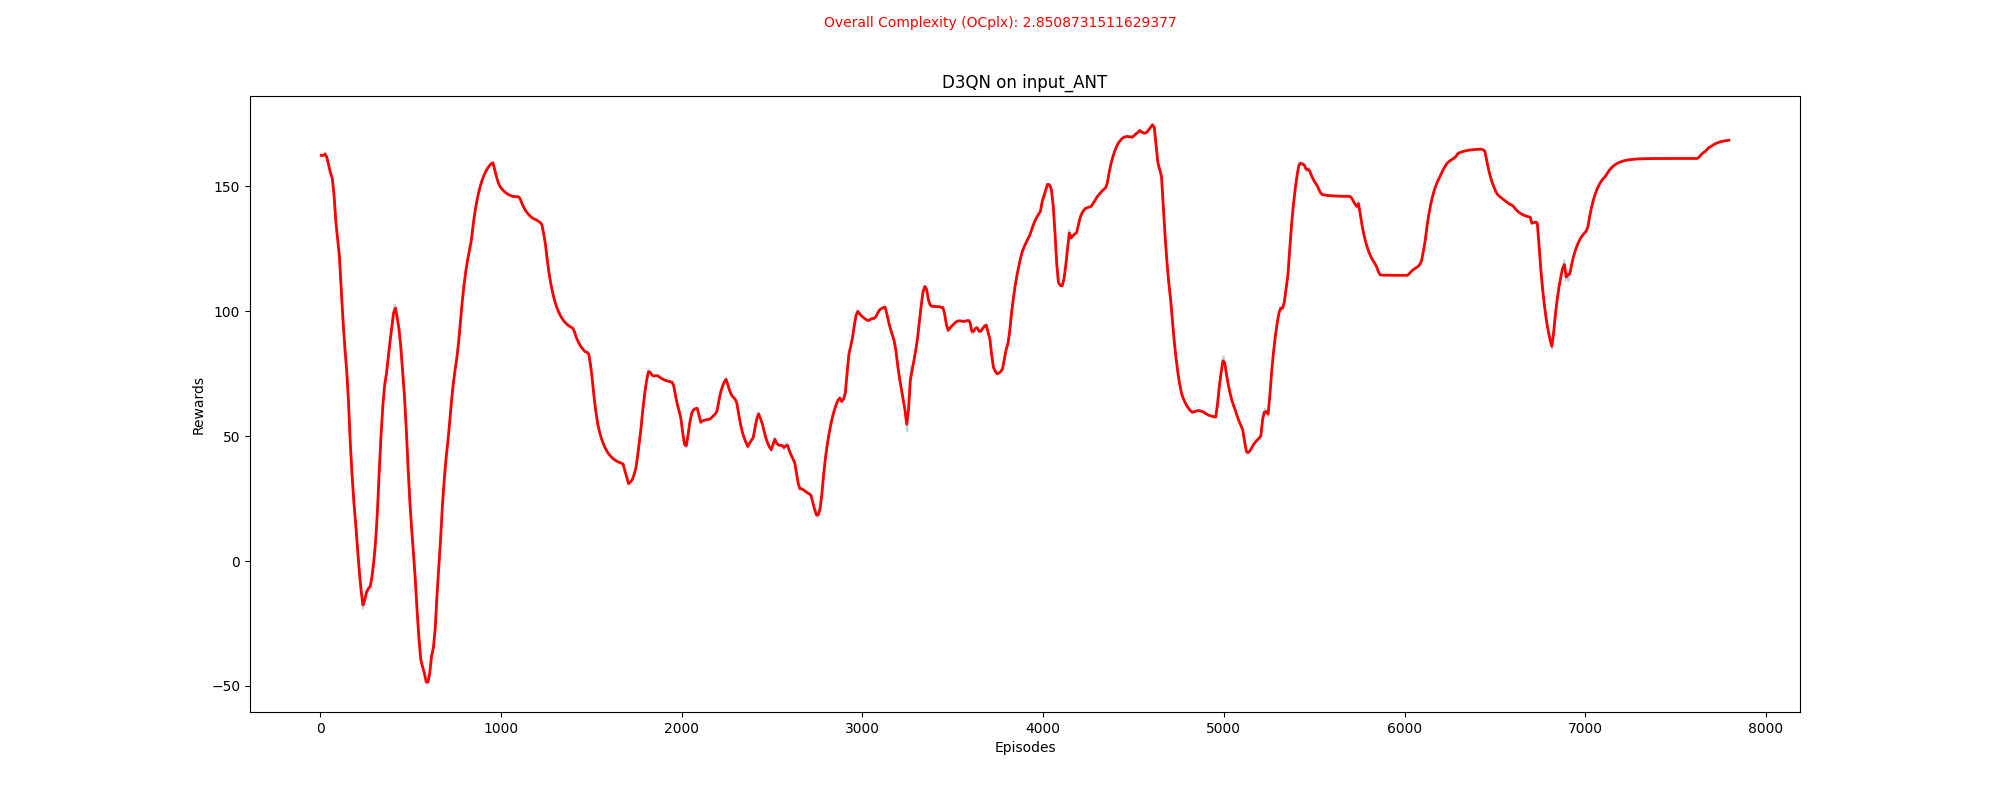 Overall Complexity (OCplx): 2.8508731511629377
D3QN on input_ANT
Rewards
150
100
50
0
−50
0 1000 2000 3000 4000 5000 6000 7000 8000
Episodes